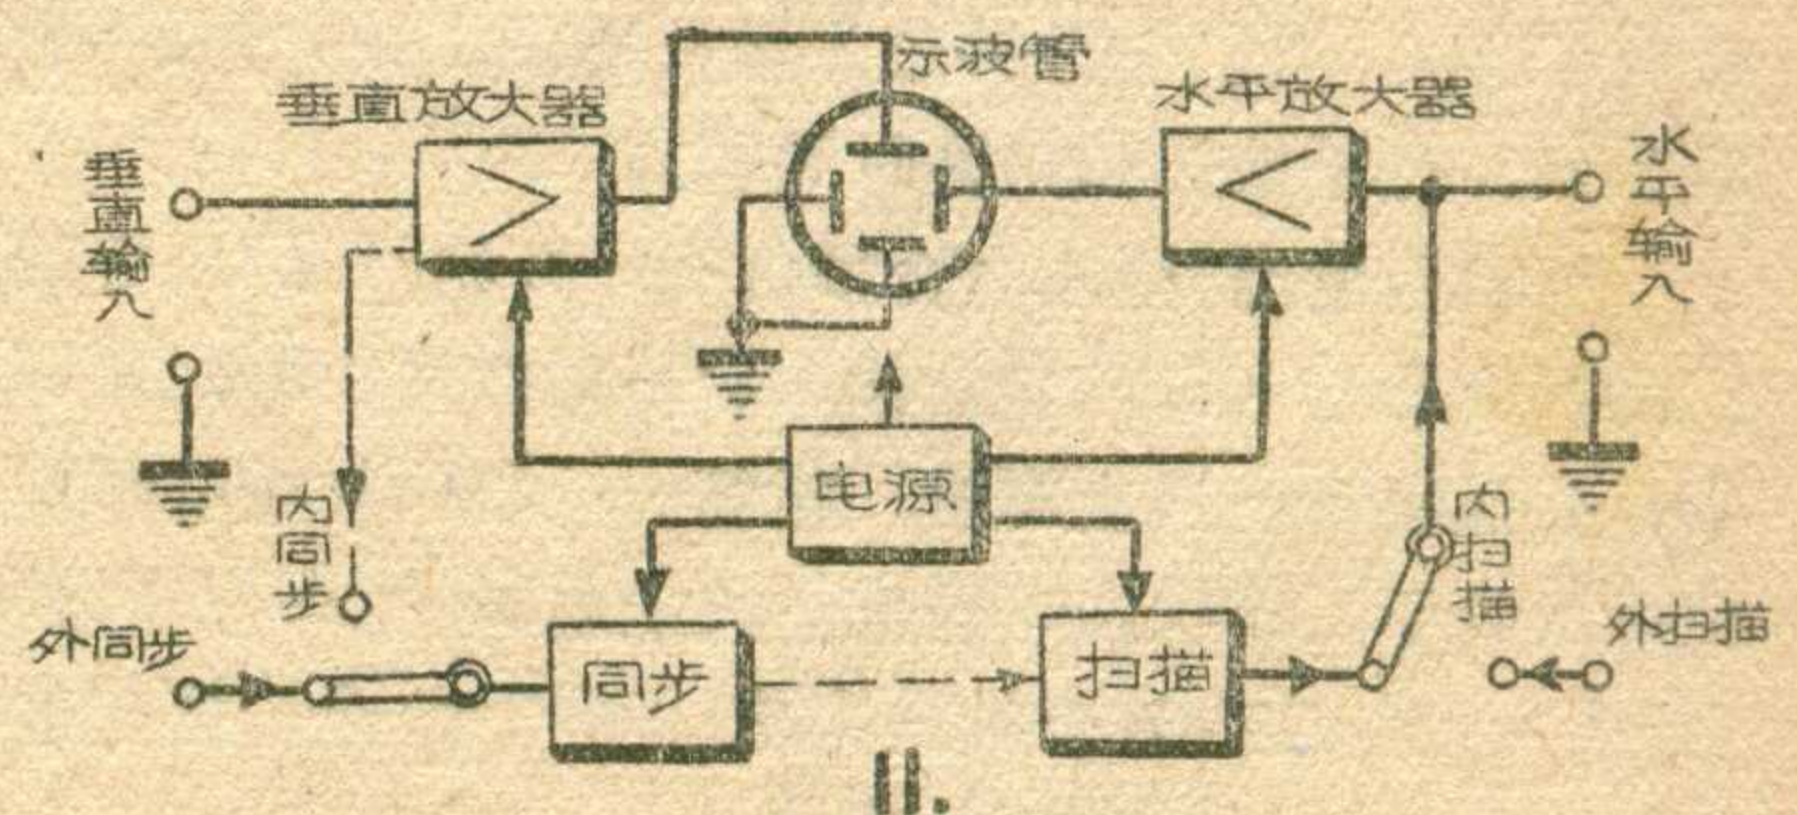 示波管
垂直放大器
水平放大器
垂直输入
水平输入
电源
内同步
内扫描
外同步
外扫描
同步
扫描
11.